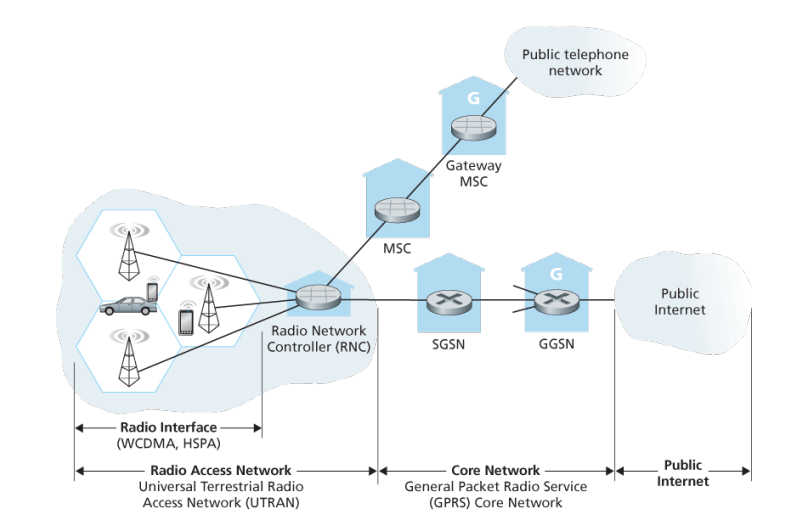 Public telephone
network
G
Gateway
MSC
MSC
G
Public
Internet
Radio Network
Controller (RNC)
SGSN
GGSN
Radio Interface
(WCDMA, HSPA)
Radio Access Network
Universal Terrestrial Radio
Access Network (UTRAN)
Core Network
General Packet Radio Service
(GPRS) Core Network
Public
Internet